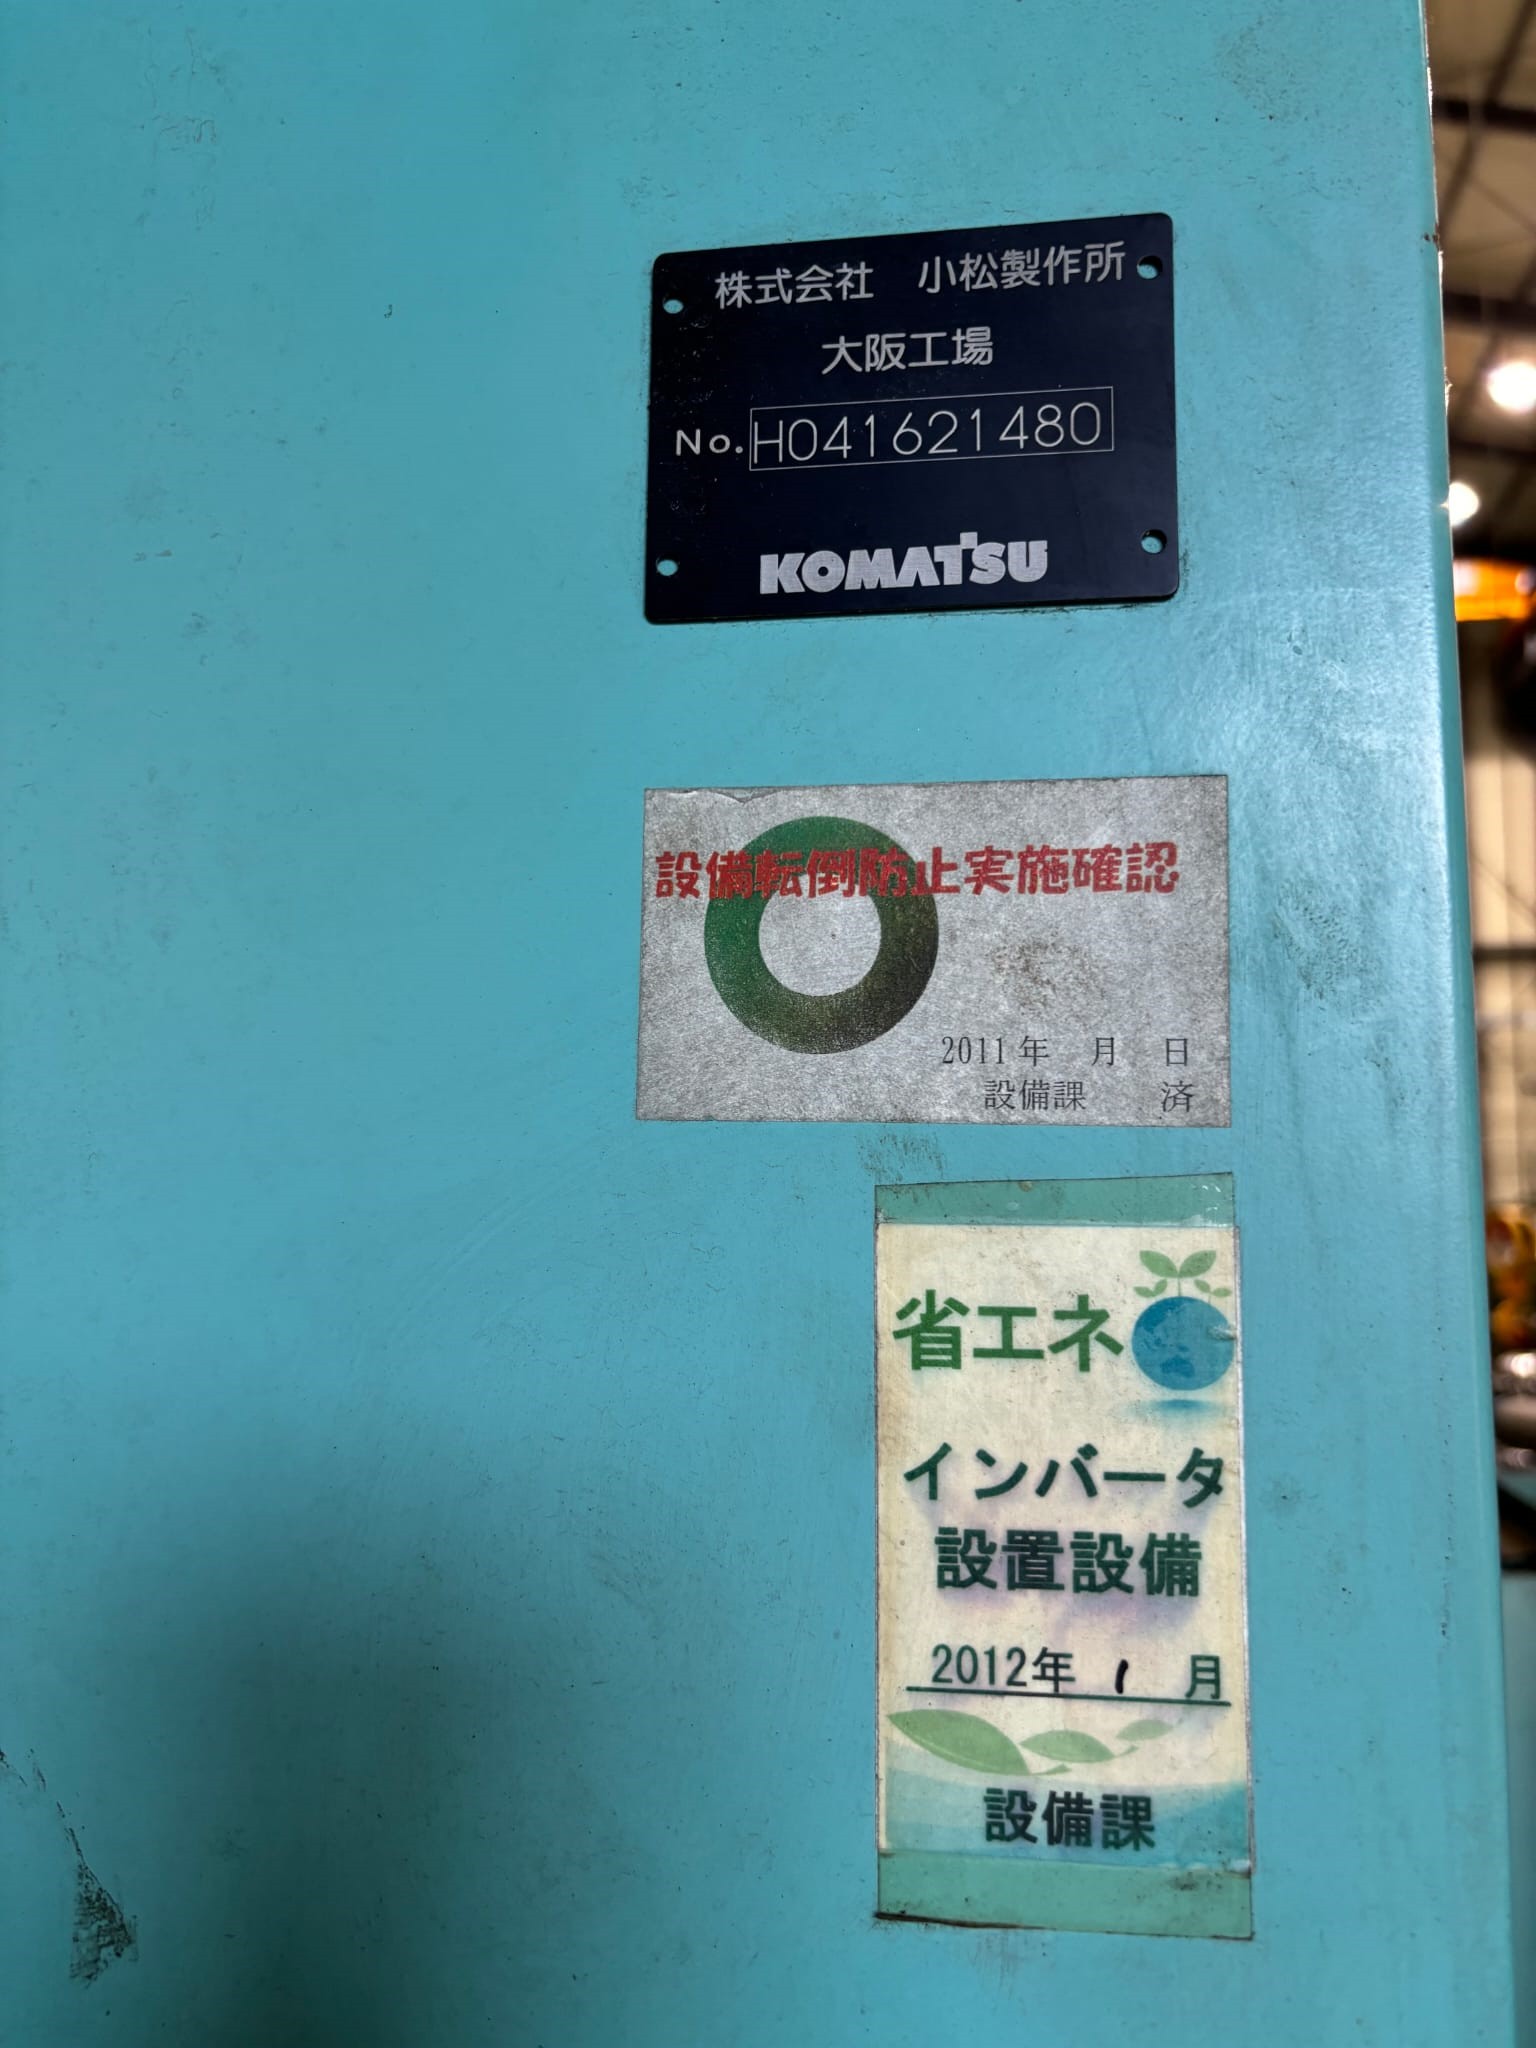 株式会社 小松製作所
大阪工場
No. H041621480
KOMATSU
設備転倒防止実施確認
2011年 月 日
設備課 済
省エネ
インバータ
設置設備
2012年 1 月
設備課